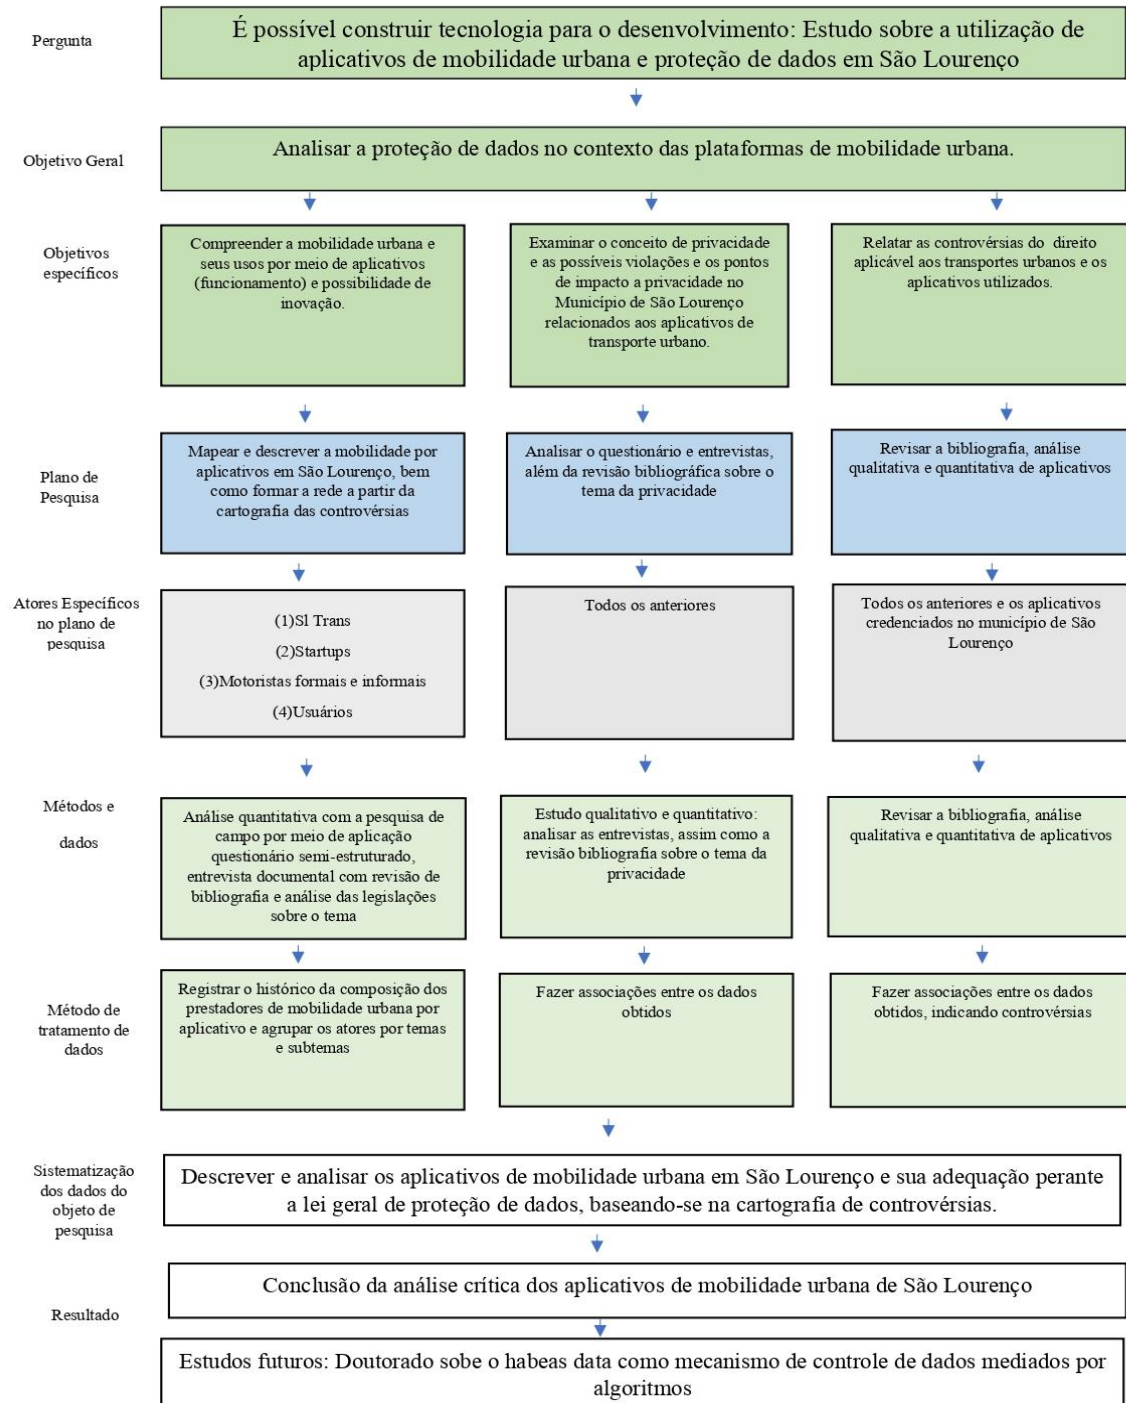 Pergunta
É possível construir tecnologia para o desenvolvimento: Estudo sobre a utilização de
aplicativos de mobilidade urbana e proteção de dados em São Lourenço
Objetivo Geral
Analisar a proteção de dados no contexto das plataformas de mobilidade urbana.
Objetivos
específicos
Compreender a mobilidade urbana e
seus usos por meio de aplicativos
(funcionamento) e possibilidade de
inovação.
Examinar o conceito de privacidade
e as possíveis violações e os pontos
de impacto a privacidade no
Município de São Lourenço
relacionados aos aplicativos de
transporte urbano.
Relatar as controvérsias do direito
aplicável aos transportes urbanos e os
aplicativos utilizados.
Plano de
Pesquisa
Mapear e descrever a mobilidade por
aplicativos em São Lourenço, bem
como formar a rede a partir da
cartografia das controvérsias
Analisar o questionário e entrevistas,
além da revisão bibliográfica sobre o
tema da privacidade
Revisar a bibliografia, análise
qualitativa e quantitativa de aplicativos
Atores Específicos
no plano de
pesquisa
(1)Sl Trans
(2)Startups
(3)Motoristas formais e informais
(4)Usuários
Todos os anteriores
Todos os anteriores e os aplicativos
credenciados no município de São
Lourenço
Métodos e
dados
Análise quantitativa com a pesquisa de
campo por meio de aplicação
questionário semi-estruturado,
entrevista documental com revisão de
bibliografia e análise das legislações
sobre o tema
Estudo qualitativo e quantitativo:
analisar as entrevistas, assim como a
revisão bibliografia sobre o tema da
privacidade
Revisar a bibliografia, análise
qualitativa e quantitativa de aplicativos
Método de
tratamento de
dados
Registrar o histórico da composição dos
prestadores de mobilidade urbana por
aplicativo e agrupar os atores por temas
e subtemas
Fazer associações entre os dados
obtidos
Fazer associações entre os dados
obtidos, indicando controvérsias
Sistematização
dos dados do
objeto de
pesquisa
Descrever e analisar os aplicativos de mobilidade urbana em São Lourenço e sua adequação perante
a lei geral de proteção de dados, baseando-se na cartografia de controvérsias.
Resultado
Conclusão da análise crítica dos aplicativos de mobilidade urbana de São Lourenço
Estudos futuros: Doutorado sobe o habeas data como mecanismo de controle de dados mediados por
algoritmos